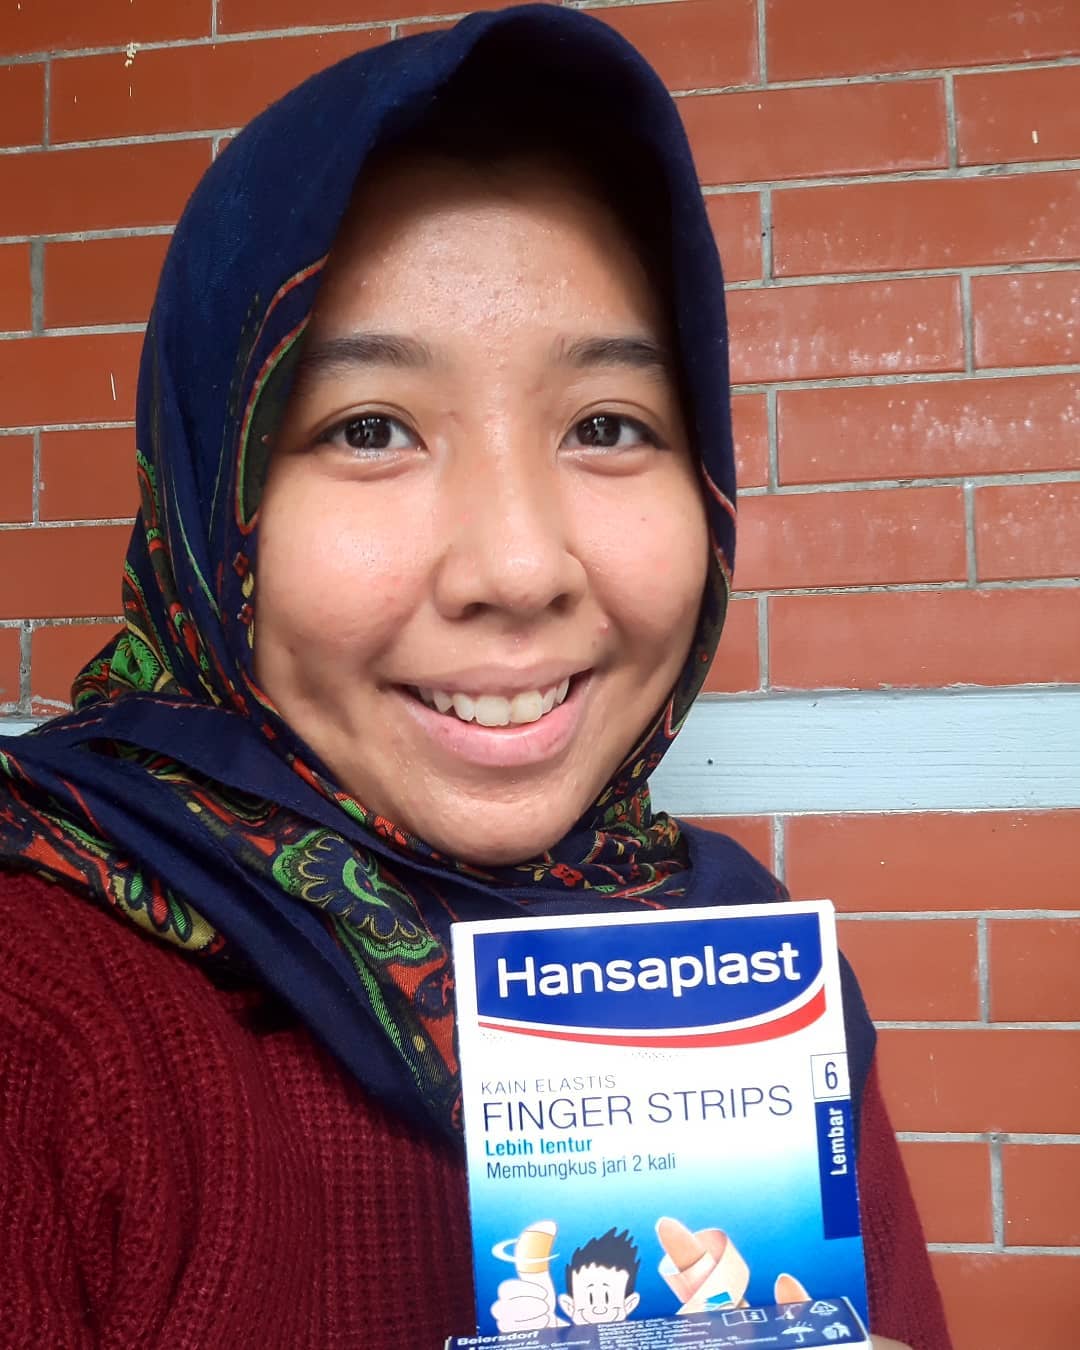 Hansaplast
KAIN ELASTIS
FINGER STRIPS
Lebih lentur
Membungkus jari 2 kali
6
Lembar
Beiersdorf